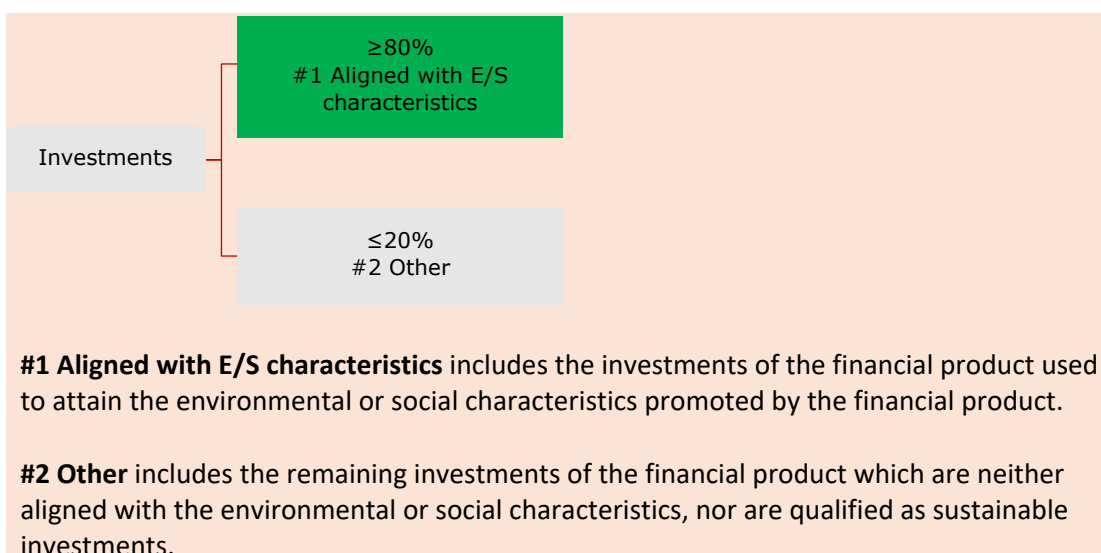 ≥80%
#1 Aligned with E/S
characteristics
Investments
≤20%
#2 Other
#1 Aligned with E/S characteristics includes the investments of the financial product used
to attain the environmental or social characteristics promoted by the financial product.
#2 Other includes the remaining investments of the financial product which are neither
aligned with the environmental or social characteristics, nor are qualified as sustainable
investments.